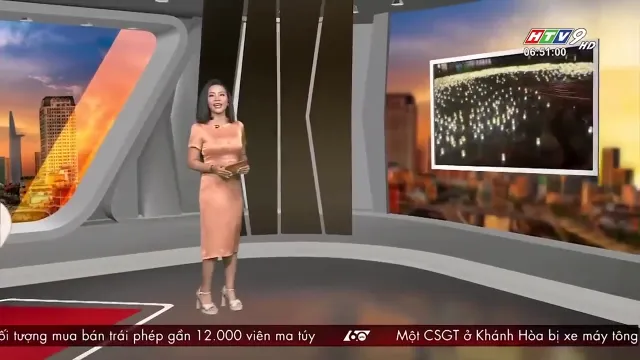 HTV9 HD
06:51:00
ối tượng mua bán trái phép gần 12.000 viên ma túy
60 Một CSGT ở Khánh Hòa bị xe máy tông